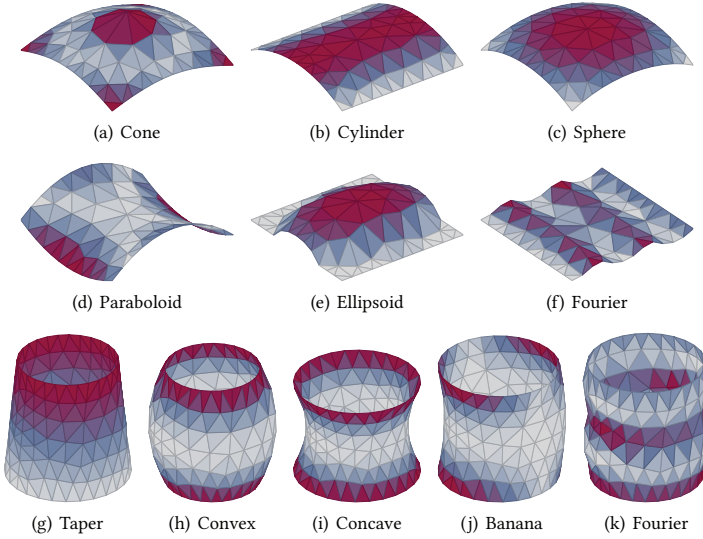 (a) Cone
(b) Cylinder
(c) Sphere
(d) Paraboloid
(e) Ellipsoid
(f) Fourier
(g) Taper
(h) Convex
(i) Concave
(j) Banana
(k) Fourier